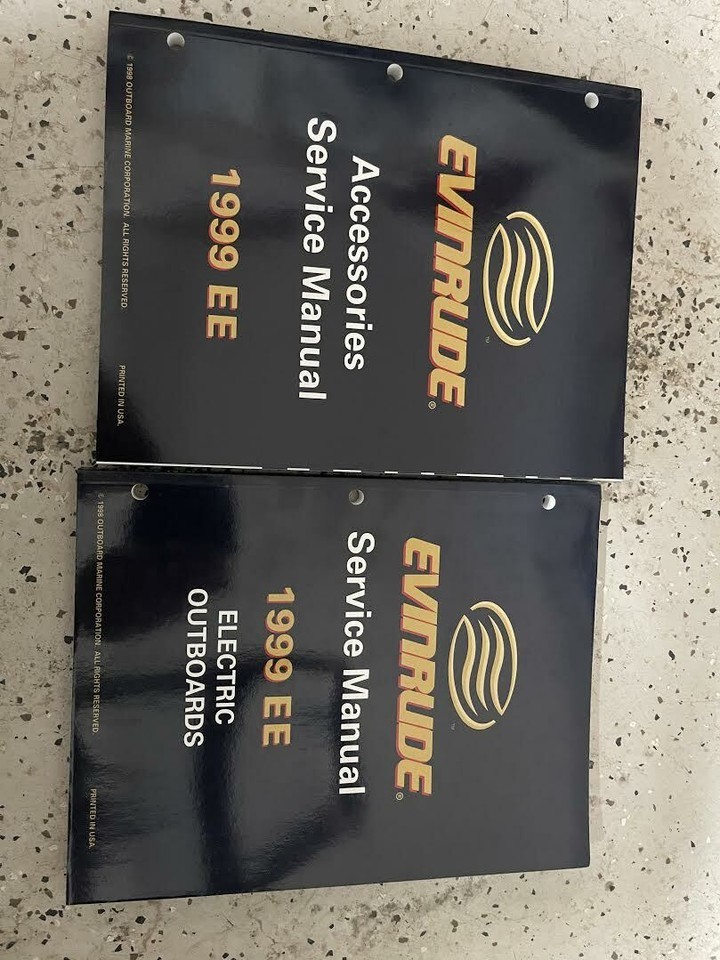 EVINRUDE®
Accessories
Service Manual
1999 EE
© 1998 OUTBOARD MARINE CORPORATION. ALL RIGHTS RESERVED. PRINTED IN USA.
EVINRUDE®
Service Manual
1999 EE
ELECTRIC
OUTBOARDS
© 1998 OUTBOARD MARINE CORPORATION. ALL RIGHTS RESERVED. PRINTED IN USA.